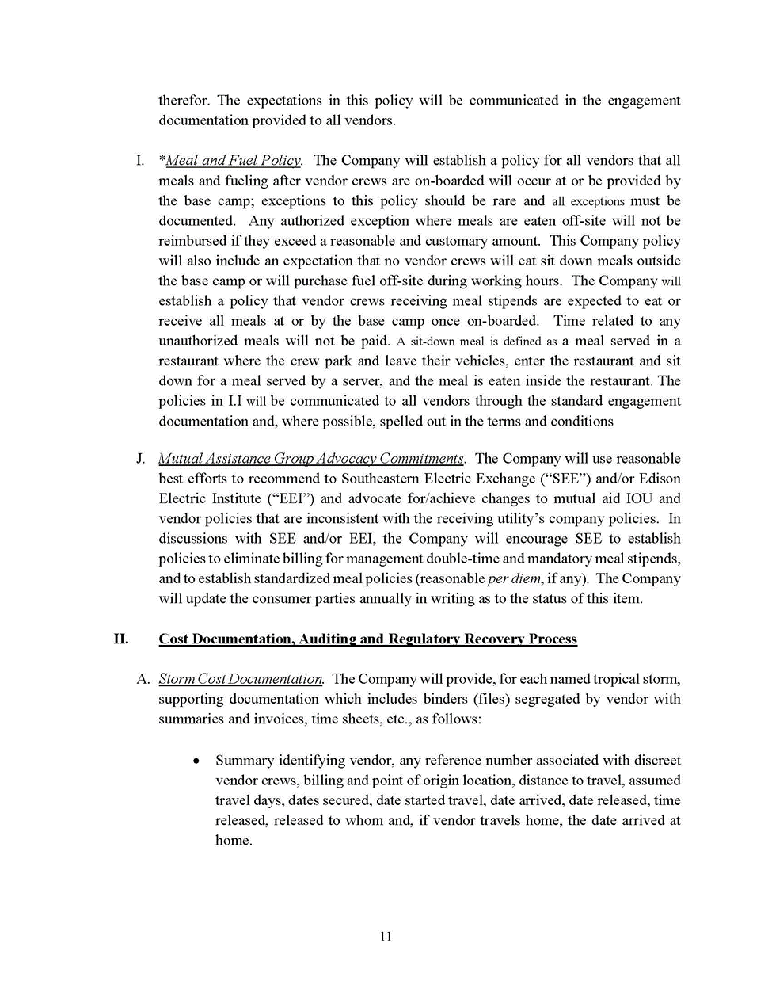 therefor. The expectations in this policy will be communicated in the engagement
documentation provided to all vendors.
I. *Meal and Fuel Policy. The Company will establish a policy for all vendors that all
meals and fueling after vendor crews are on-boarded will occur at or be provided by
the base camp; exceptions to this policy should be rare and all exceptions must be
documented. Any authorized exception where meals are eaten off-site will not be
reimbursed if they exceed a reasonable and customary amount. This Company policy
will also include an expectation that no vendor crews will eat sit down meals outside
the base camp or will purchase fuel off-site during working hours. The Company will
establish a policy that vendor crews receiving meal stipends are expected to eat or
receive all meals at or by the base camp once on-boarded. Time related to any
unauthorized meals will not be paid. A sit-down meal is defined as a meal served in a
restaurant where the crew park and leave their vehicles, enter the restaurant and sit
down for a meal served by a server, and the meal is eaten inside the restaurant. The
policies in I.I will be communicated to all vendors through the standard engagement
documentation and, where possible, spelled out in the terms and conditions
J. Mutual Assistance Group Advocacy Commitments. The Company will use reasonable
best efforts to recommend to Southeastern Electric Exchange (“SEE”) and/or Edison
Electric Institute (“EEI”) and advocate for/achieve changes to mutual aid IOU and
vendor policies that are inconsistent with the receiving utility’s company policies. In
discussions with SEE and/or EEI, the Company will encourage SEE to establish
policies to eliminate billing for management double-time and mandatory meal stipends,
and to establish standardized meal policies (reasonable per diem, if any). The Company
will update the consumer parties annually in writing as to the status of this item.
II. Cost Documentation, Auditing and Regulatory Recovery Process
A. Storm Cost Documentation. The Company will provide, for each named tropical storm,
supporting documentation which includes binders (files) segregated by vendor with
summaries and invoices, time sheets, etc., as follows:
• Summary identifying vendor, any reference number associated with discreet
vendor crews, billing and point of origin location, distance to travel, assumed
travel days, dates secured, date started travel, date arrived, date released, time
released, released to whom and, if vendor travels home, the date arrived at
home.
11